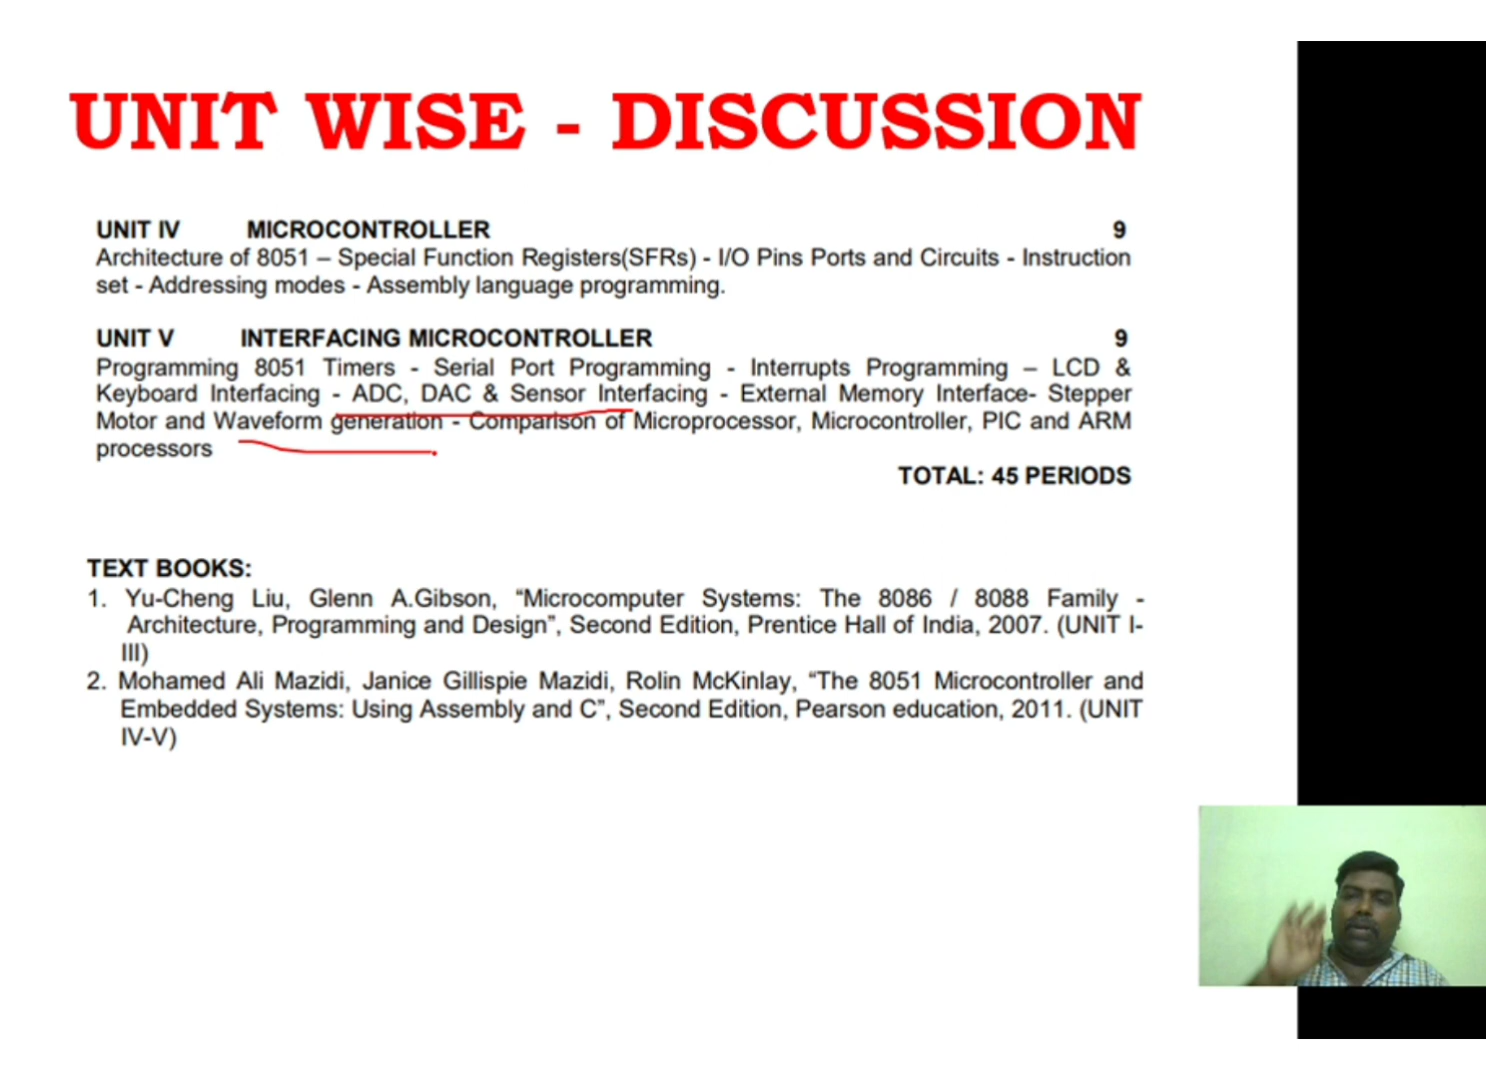 UNIT WISE - DISCUSSION
UNIT IV MICROCONTROLLER 9
Architecture of 8051 – Special Function Registers(SFRs) - I/O Pins Ports and Circuits - Instruction
set - Addressing modes - Assembly language programming.
UNIT V INTERFACING MICROCONTROLLER 9
Programming 8051 Timers - Serial Port Programming - Interrupts Programming – LCD &
Keyboard Interfacing - ADC, DAC & Sensor Interfacing - External Memory Interface- Stepper
Motor and Waveform generation - Comparison of Microprocessor, Microcontroller, PIC and ARM
processors
TOTAL: 45 PERIODS
TEXT BOOKS:
1. Yu-Cheng Liu, Glenn A.Gibson, “Microcomputer Systems: The 8086 / 8088 Family -
Architecture, Programming and Design”, Second Edition, Prentice Hall of India, 2007. (UNIT I-
III)
2. Mohamed Ali Mazidi, Janice Gillispie Mazidi, Rolin McKinlay, “The 8051 Microcontroller and
Embedded Systems: Using Assembly and C”, Second Edition, Pearson education, 2011. (UNIT
IV-V)